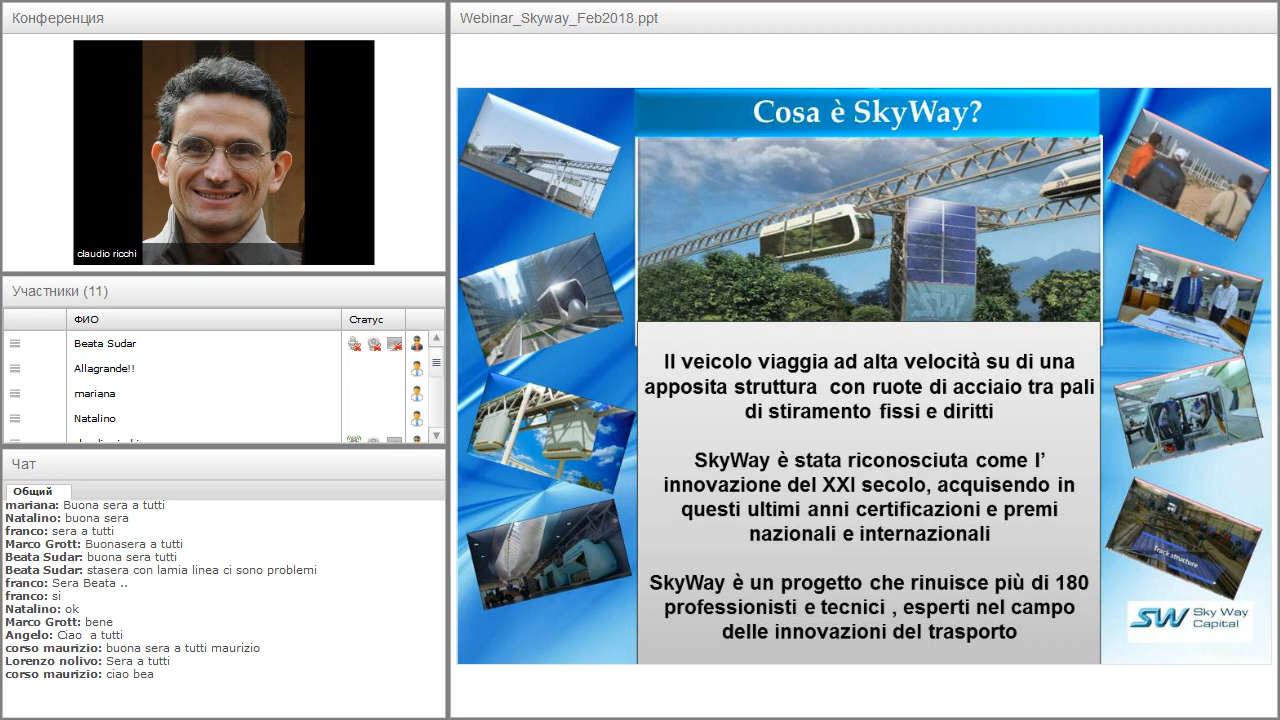 Конференция
claudio ricchi
Участники (11)
ФИО
Статус
Beata Sudar
Allagrande!!
mariana
Natalino
Чат
Общий
mariana: Buona sera a tutti
Natalino: buona sera
franco: sera a tutti
Marco Grott: Buonasera a tutti
Beata Sudar: buona sera tutti
Beata Sudar: stasera con lamia linea ci sono problemi
franco: Sera Beata ..
franco: si
Natalino: ok
Marco Grott: bene
Angelo: Ciao  a tutti
corso maurizio: buona sera a tutti maurizio
Lorenzo nolivo: Sera a tutti
corso maurizio: ciao bea
Webinar_Skyway_Feb2018.ppt
Cosa è SkyWay?
SW
SW
Il veicolo viaggia ad alta velocità su di una
apposita struttura  con ruote di acciaio tra pali
di stiramento fissi e diritti
SkyWay è stata riconosciuta come l’
innovazione del XXI secolo, acquisendo in
questi ultimi anni certificazioni e premi
nazionali e internazionali
SkyWay è un progetto che rinuisce più di 180
professionisti e tecnici , esperti nel campo
delle innovazioni del trasporto
Track structure
SW Sky Way
Capital